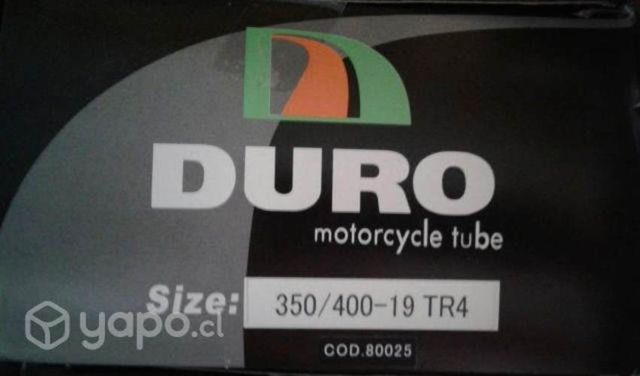 DURO
motorcycle tube
Size: 350/400-19 TR4
yapo.cl
COD.80025